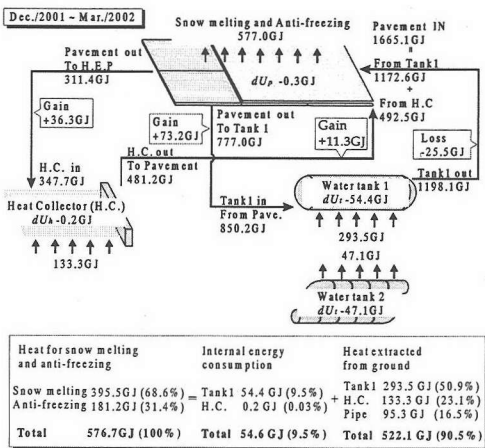 Dec./2001 ~ Mar./2002
Snow melting and Anti-freezing
577.0GJ
Pavement IN
1665.1GJ
=
From Tank1
1172.6GJ
+
From H.C
492.5GJ
Pavement out
To H.E.P
311.4GJ
dUp -0.3GJ
Gain
+36.3GJ
Gain
+73.2GJ
Pavement out
To Tank 1
777.0GJ
Gain
+11.3GJ
Loss
-25.5GJ
H.C. in
347.7GJ
H.C. out
To Pavement
481.2GJ
Tank1 out
1198.1GJ
Heat Collector (H.C.)
dUh -0.2GJ
133.3GJ
Tank1 in
From Pave.
850.2GJ
Water tank 1
dUt -54.4GJ
293.5GJ
47.1GJ
Water tank 2
dUt -47.1GJ
Heat for snow melting and anti-freezing
Internal energy consumption
Heat extracted from ground
Snow melting 395.5GJ (68.6%)
Anti-freezing 181.2GJ (31.4%)
=
Tank1 54.4 GJ (9.5%)
H.C. 0.2 GJ (0.03%)
+
Tank1 293.5 GJ (50.9%)
H.C. 133.3 GJ (23.1%)
Pipe 95.3 GJ (16.5%)
Total 576.7GJ (100%)
Total 54.6 GJ (9.5%)
Total 522.1 GJ (90.5%)